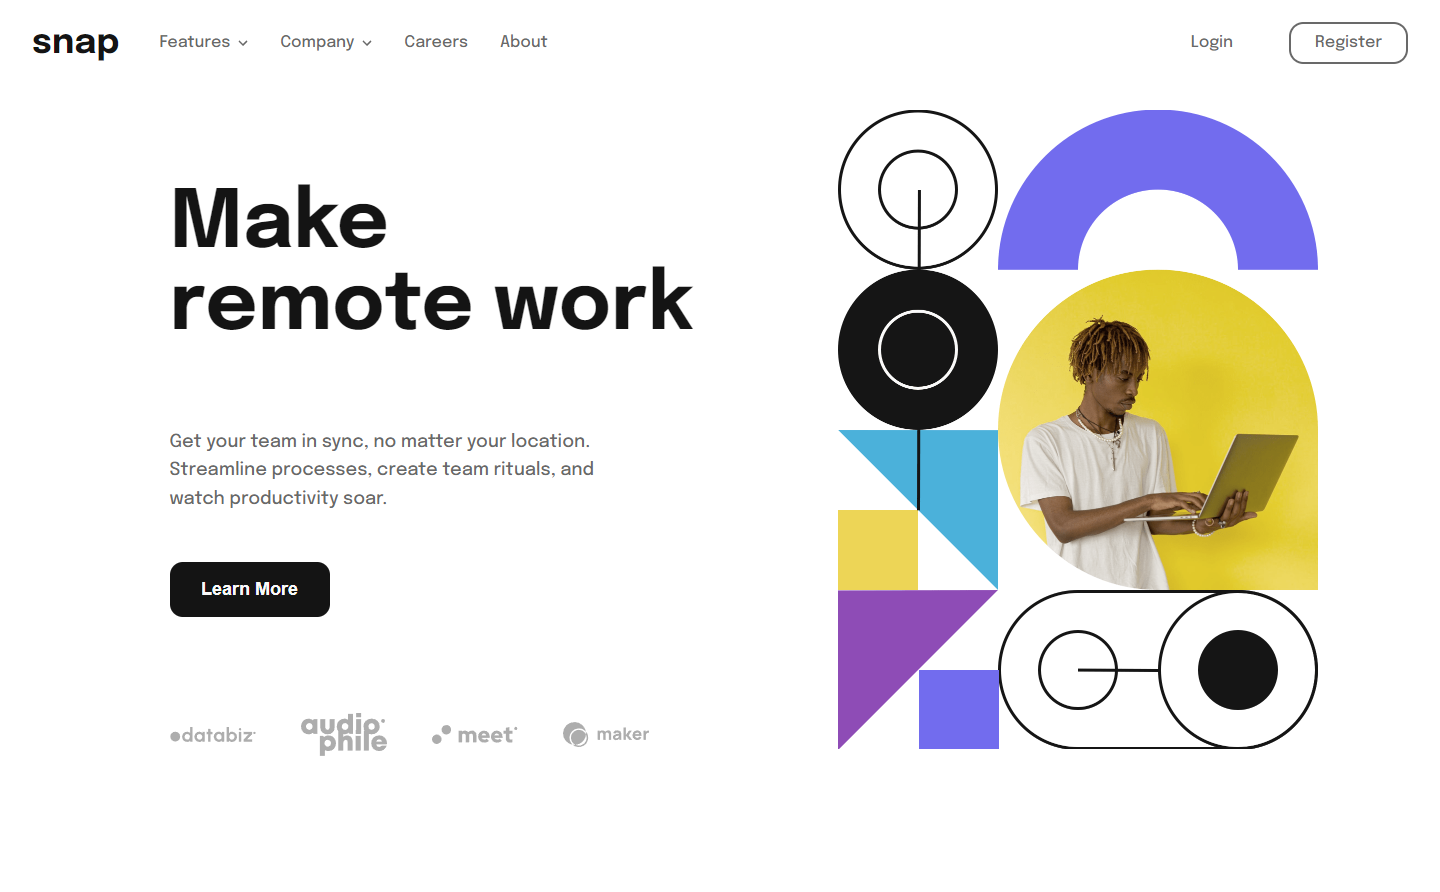 snap Features Company Careers About Login Register
Make
remote work
Get your team in sync, no matter your location.
Streamline processes, create team rituals, and
watch productivity soar.
Learn More
databiz audiophile meet maker